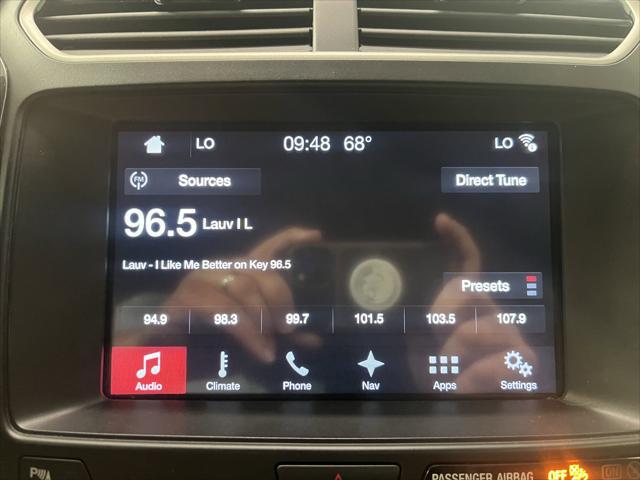 LO 09:48 68° LO
FM Sources Direct Tune
96.5 Lauv I L
Lauv - I Like Me Better on Key 96.5
Presets
94.9 98.3 99.7 101.5 103.5 107.9
Audio Climate Phone Nav Apps Settings
P PASSENGER AIRBAG OFF ON